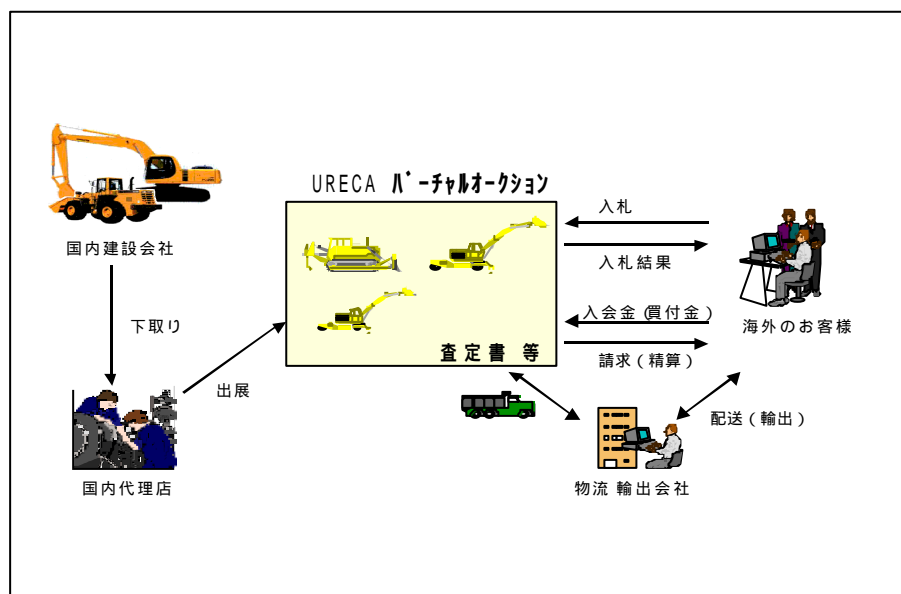 URECA バーチャルオークション
入札
国内建設会社
入札結果
入会金（買付金）
海外のお客様
下取り
査定書 等
請求（精算）
出展
配送（輸出）
国内代理店
物流 輸出会社